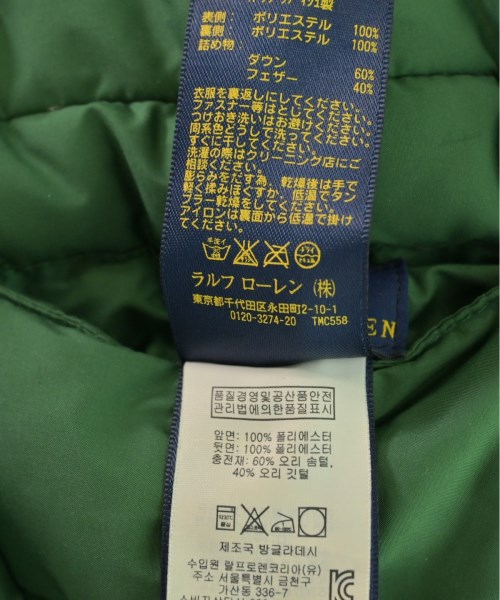 製
表側: ポリエステル 100%
裏側: ポリエステル 100%
詰め物:
ダウン 60%
フェザー 40%
衣服を裏返しにしてください。
ファスナー等はとじてください。
つけおき洗いはお避けください。
同系色どうしで洗ってください。
すぐに干してください。
洗濯の際はクリーニング店にご
相談ください。
膨らみをだす為、乾燥後は手で
軽く揉みほぐすか、低温でタン
ブラー乾燥をしてください。
アイロンは裏面から低温で掛け
てください。
ラルフ ローレン (株)
東京都千代田区永田町2-10-1
0120-3274-20 TMC558
EN
품질경영및공산품안전
관리법에의한품질표시
앞면: 100% 폴리에스터
뒷면: 100% 폴리에스터
충전재: 60% 오리 솜털,
40% 오리 깃털
제조국 방글라데시
수입원 랄프로렌코리아(유)
주소 서울특별시 금천구
가산동 336-7